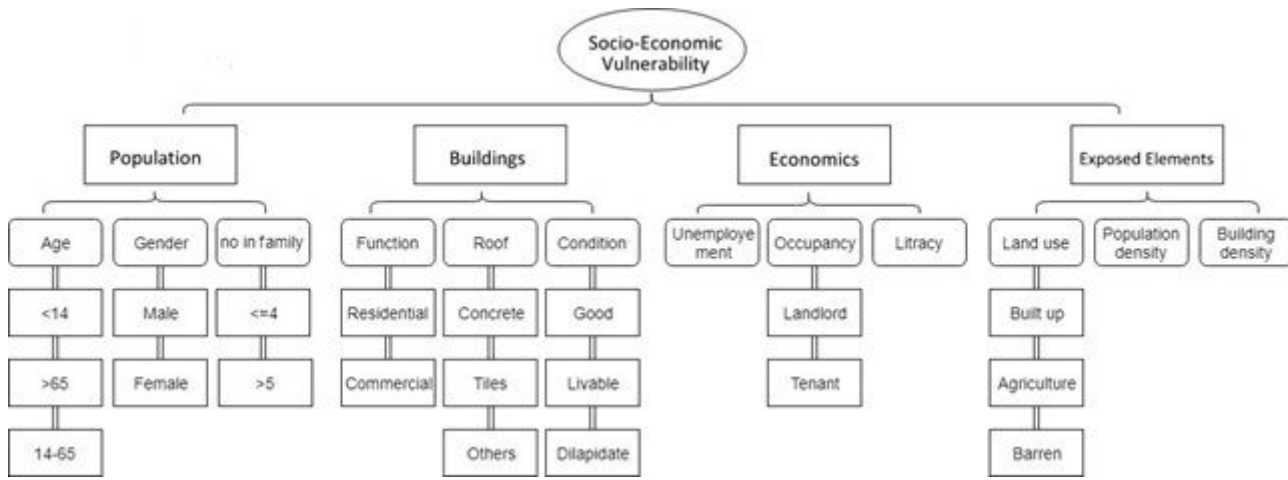 Socio-Economic
Vulnerability
Population
Buildings
Economics
Exposed Elements
Age
Gender
no in family
Function
Roof
Condition
Unemploye
ment
Occupancy
Litracy
Land use
Population
density
Building
density
<14
Male
<=4
Residential
Concrete
Good
Landlord
Built up
>65
Female
>5
Commercial
Tiles
Livable
Tenant
Agriculture
14-65
Others
Dilapidate
Barren